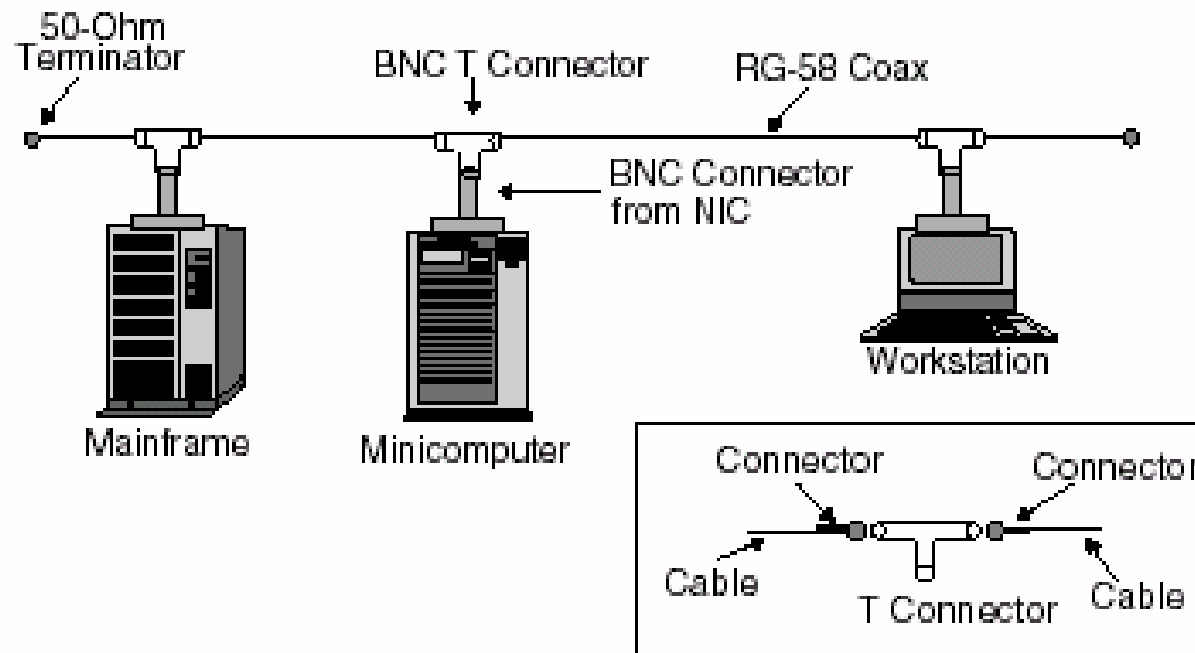 50-Ohm
Terminator
BNC T Connector
RG-58 Coax
BNC Connector
from NIC
Mainframe
Minicomputer
Workstation
Connector
Connector
Cable
T Connector
Cable